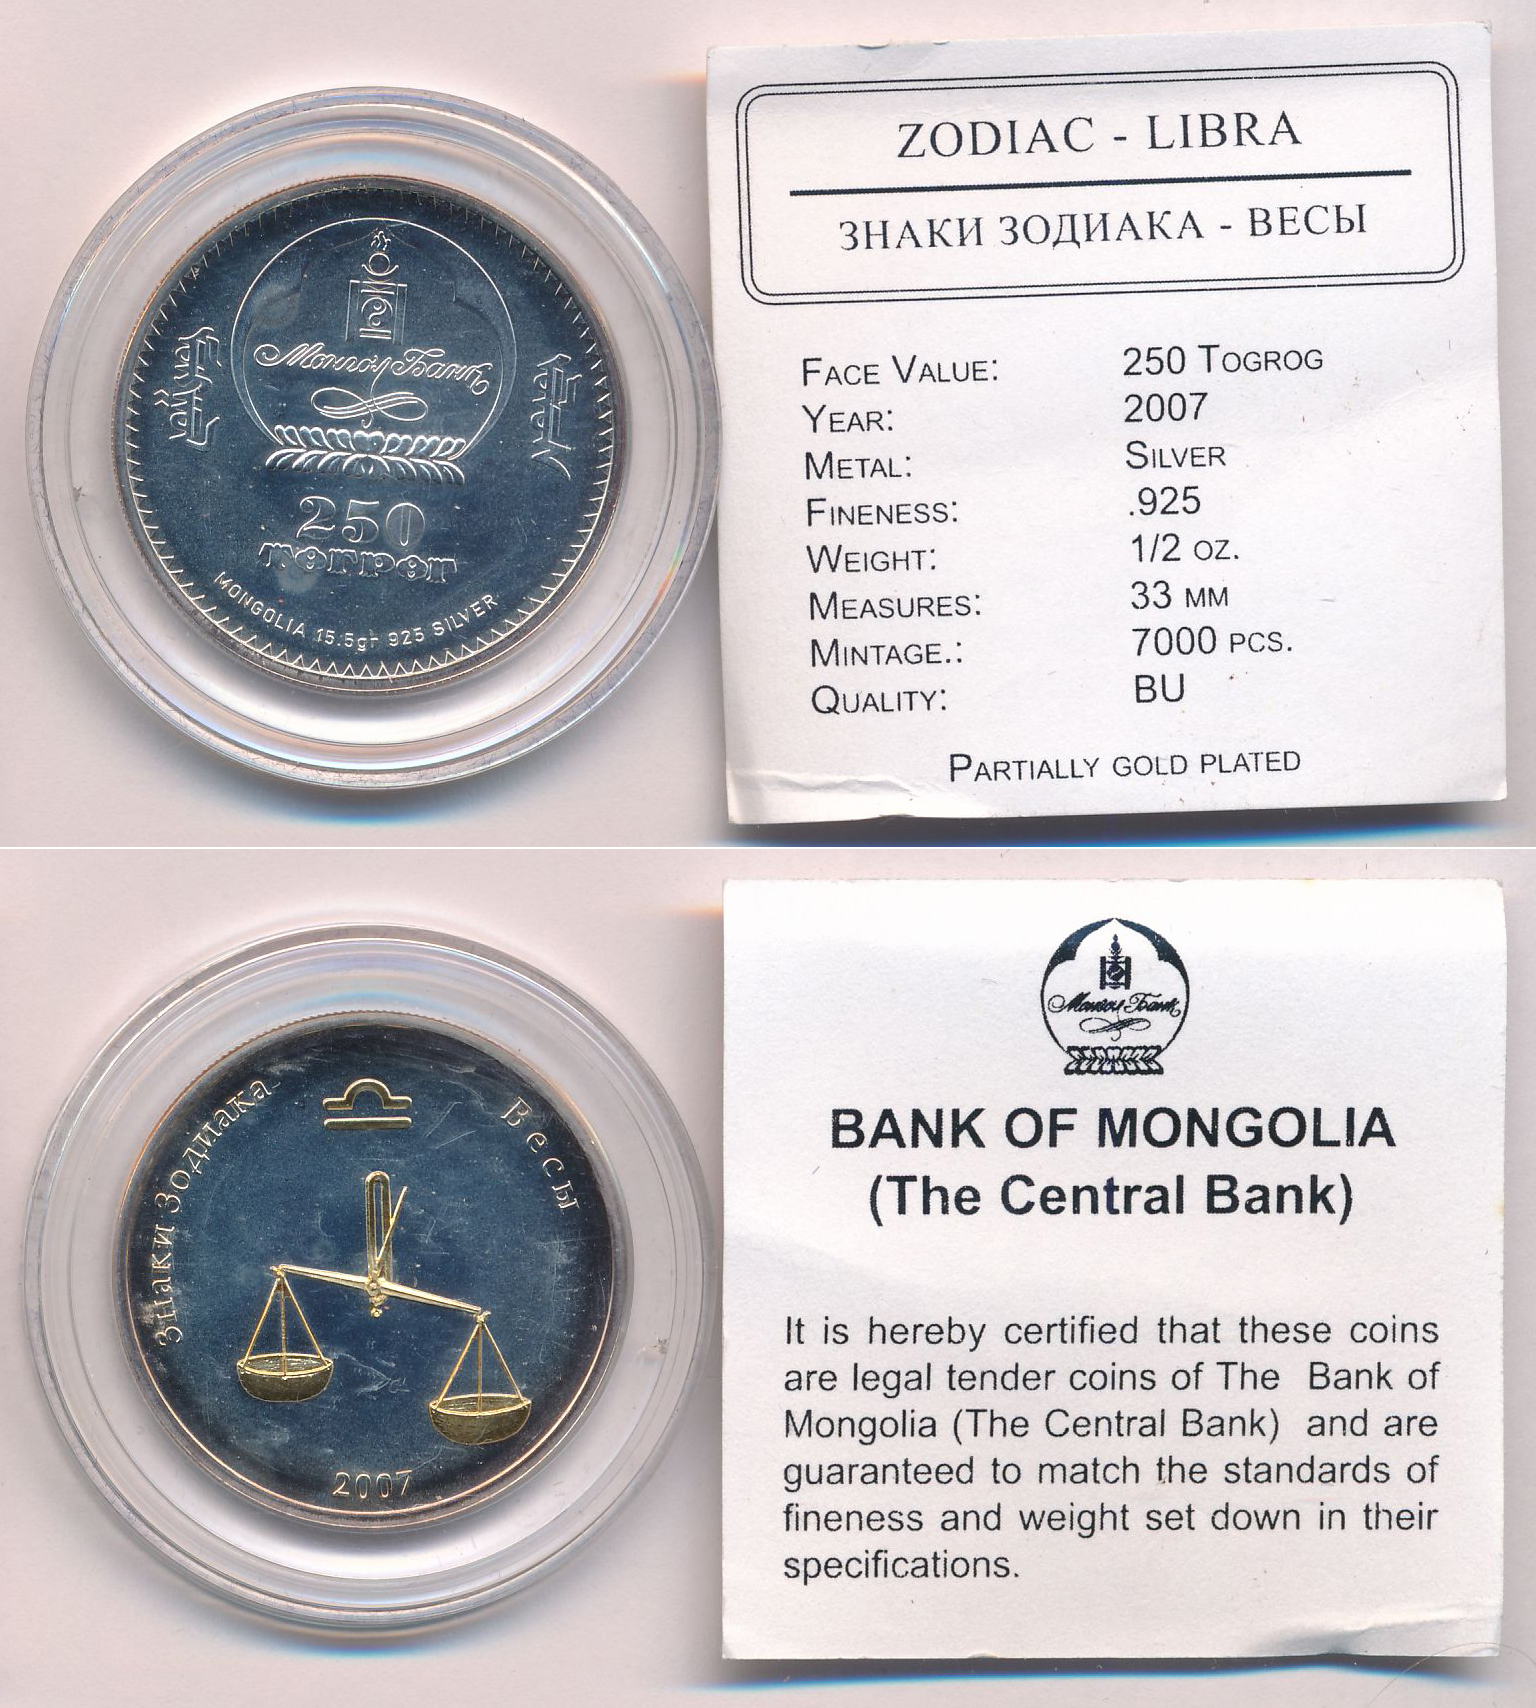 Монгол Банк
250
төгрөг
MONGOLIA 15.5gr 925 SILVER
ZODIAC - LIBRA
ЗНАКИ ЗОДИАКА - ВЕСЫ
FACE VALUE: 250 TOGROG
YEAR: 2007
METAL: SILVER
FINENESS: .925
WEIGHT: 1/2 OZ.
MEASURES: 33 MM
MINTAGE.: 7000 PCS.
QUALITY: BU
PARTIALLY GOLD PLATED
Знаки Зодиака Весы
2007
Монгол Банк
BANK OF MONGOLIA
(The Central Bank)
It is hereby certified that these coins
are legal tender coins of The Bank of
Mongolia (The Central Bank) and are
guaranteed to match the standards of
fineness and weight set down in their
specifications.